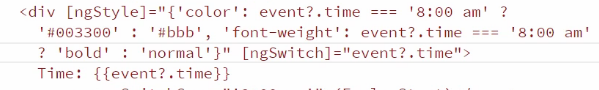 <div [ngStyle]="{'color': event?.time === '8:00 am' ?
'#003300' : '#bbb', 'font-weight': event?.time === '8:00 am'
? 'bold' : 'normal'}" [ngSwitch]="event?.time">
Time: {{event?.time}}